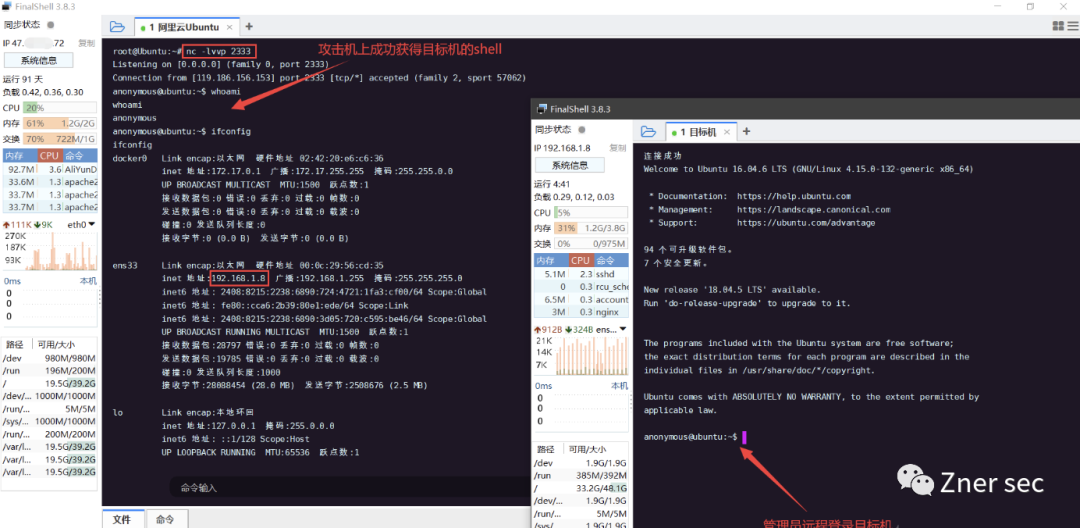 FinalShell 3.8.3
同步状态
IP 47. .72 复制
系统信息
运行 91 天
负载 0.42, 0.36, 0.30
CPU 20%
内存 61% 1.2G/2G
交换 70% 722M/1G
内存 CPU 命令
92.7M 3.6 AliYunD
33.6M 1.3 apache2
33.7M 1.3 apache2
33.7M 1.3 apache2
111K 9K eth0
270K
187K
93K
0ms 本机
0
0
0
路径 可用/大小
/dev 980M/980M
/run 196M/200M
/ 19.5G/39.2G
/dev/... 1000M/1000M
/run/... 5M/5M
/sys/... 1000M/1000M
/run/... 200M/200M
/var/l... 19.5G/39.2G
/var/l... 19.5G/39.2G
/var/l... 19.5G/39.2G
1 阿里云Ubuntu × +
root@Ubuntu:~# nc -lvvp 2333
攻击机上成功获得目标机的shell
Listening on [0.0.0.0] (family 0, port 2333)
Connection from [119.186.156.153] port 2333 [tcp/*] accepted (family 2, sport 57062)
anonymous@ubuntu:~$ whoami
whoami
anonymous
anonymous@ubuntu:~$ ifconfig
ifconfig
docker0 Link encap:以太网 硬件地址 02:42:20:e6:c6:36
inet 地址:172.17.0.1 广播:172.17.255.255 掩码:255.255.0.0
UP BROADCAST MULTICAST MTU:1500 跃点数:1
接收数据包:0 错误:0 丢弃:0 过载:0 帧数:0
发送数据包:0 错误:0 丢弃:0 过载:0 载波:0
碰撞:0 发送队列长度:0
接收字节:0 (0.0 B) 发送字节:0 (0.0 B)
ens33 Link encap:以太网 硬件地址 00:0c:29:56:cd:35
inet 地址:192.168.1.8 广播:192.168.1.255 掩码:255.255.255.0
inet6 地址: 2408:8215:2238:6890:724:4721:1fa3:cf00/64 Scope:Global
inet6 地址: fe80::cca6:2b39:80e1:ede/64 Scope:Link
inet6 地址: 2408:8215:2238:6890:3d05:720:c595:be46/64 Scope:Global
UP BROADCAST RUNNING MULTICAST MTU:1500 跃点数:1
接收数据包:28797 错误:0 丢弃:0 过载:0 帧数:0
发送数据包:19785 错误:0 丢弃:0 过载:0 载波:0
碰撞:0 发送队列长度:1000
接收字节:28088454 (28.0 MB) 发送字节:2508676 (2.5 MB)
lo Link encap:本地环回
inet 地址:127.0.0.1 掩码:255.0.0.0
inet6 地址: ::1/128 Scope:Host
UP LOOPBACK RUNNING MTU:65536 跃点数:1
命令输入
文件 命令
FinalShell 3.8.3
同步状态
IP 192.168.1.8 复制
系统信息
运行 4:41
负载 0.29, 0.12, 0.03
CPU 5%
内存 31% 1.2G/3.8G
交换 0% 0/975M
内存 CPU 命令
5.1M 2.3 sshd
0 0.3 rcu_sche
6.5M 0.3 account
3M 0.3 nginx
912B 324B ens...
21K
14K
7K
0ms 本机
0
0
0
路径 可用/大小
/dev 1.9G/1.9G
/run 385M/392M
/ 33.2G/48.1G
/dev/... 1.9G/1.9G
/run/... 5M/5M
/sys/... 1.9G/1.9G
1 目标机 × +
连接成功
Welcome to Ubuntu 16.04.6 LTS (GNU/Linux 4.15.0-132-generic x86_64)
* Documentation: https://help.ubuntu.com
* Management: https://landscape.canonical.com
* Support: https://ubuntu.com/advantage
94 个可升级软件包。
7 个安全更新。
New release '18.04.5 LTS' available.
Run 'do-release-upgrade' to upgrade to it.
The programs included with the Ubuntu system are free software;
the exact distribution terms for each program are described in the
individual files in /usr/share/doc/*/copyright.
Ubuntu comes with ABSOLUTELY NO WARRANTY, to the extent permitted by
applicable law.
anonymous@ubuntu:~$
Zner sec
管理员远程登录目标机